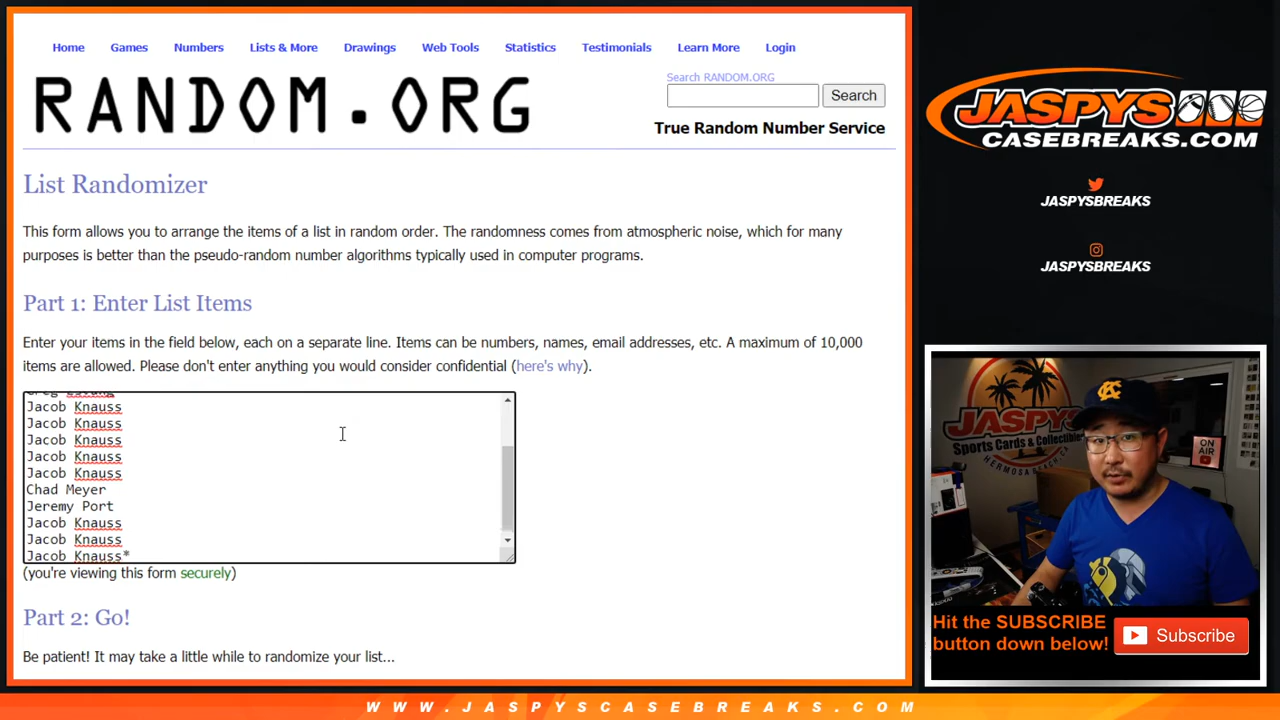 Home Games Numbers Lists & More Drawings Web Tools Statistics Testimonials Learn More Login
RANDOM.ORG
Search RANDOM.ORG
Search
True Random Number Service
List Randomizer
This form allows you to arrange the items of a list in random order. The randomness comes from atmospheric noise, which for many
purposes is better than the pseudo-random number algorithms typically used in computer programs.
Part 1: Enter List Items
Enter your items in the field below, each on a separate line. Items can be numbers, names, email addresses, etc. A maximum of 10,000
items are allowed. Please don't enter anything you would consider confidential (here's why).
Jacob Knauss
Jacob Knauss
Jacob Knauss
Jacob Knauss
Jacob Knauss
Chad Meyer
Jeremy Port
Jacob Knauss
Jacob Knauss
Jacob Knauss*
(you're viewing this form securely)
Part 2: Go!
Be patient! It may take a little while to randomize your list...
JASPYS
CASEBREAKS.COM
JASPYSBREAKS
JASPYSBREAKS
JASPYS
Sports Cards & Collectibles
HERMOSA BEACH, CA
ON
AIR
KC
Hit the SUBSCRIBE
button down below!
Subscribe
WWW.JASPYSCASEBREAKS.COM